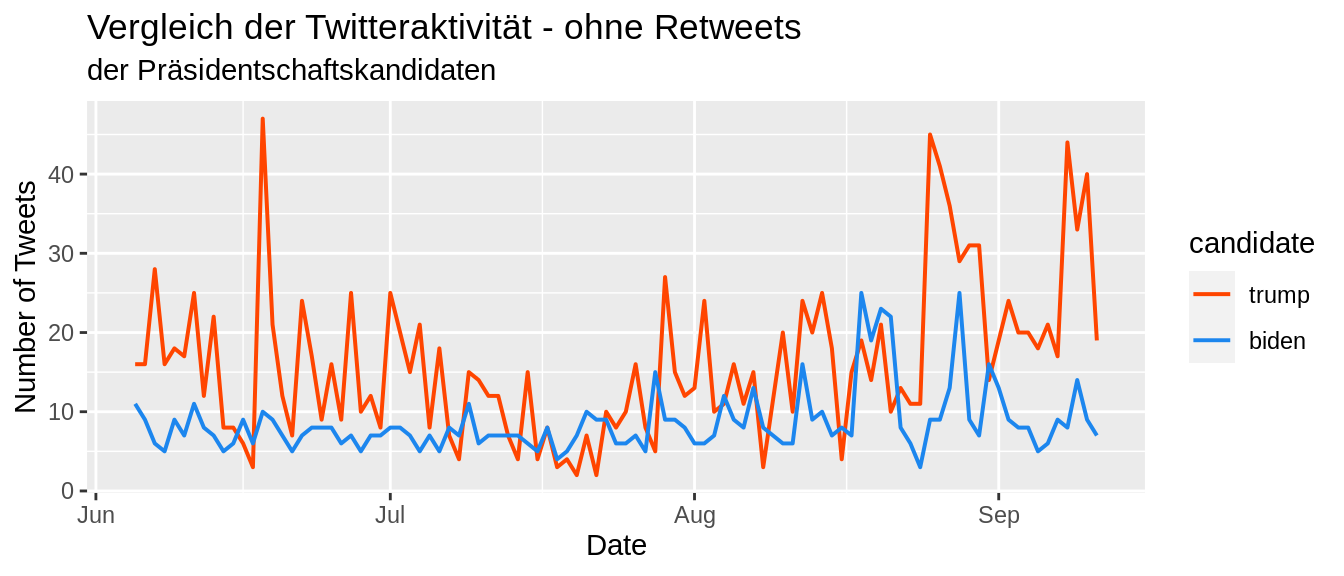 Vergleich der Twitteraktivität - ohne Retweets
der Präsidentschaftskandidaten
Number of Tweets
40
30
20
10
0
Jun
Jul
Aug
Sep
Date
candidate
trump
biden